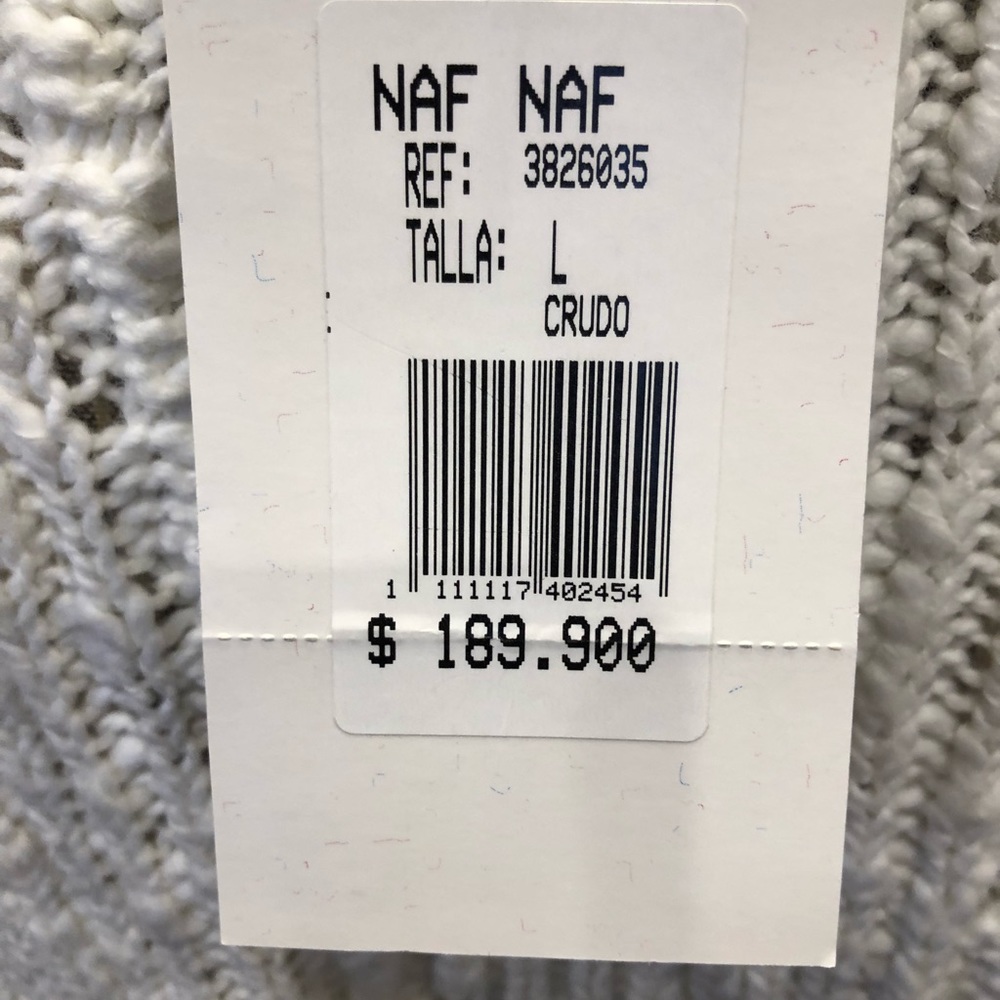 NAF NAF
REF: 3826035
TALLA: L
CRUDO
1 111117 402454
$ 189.900